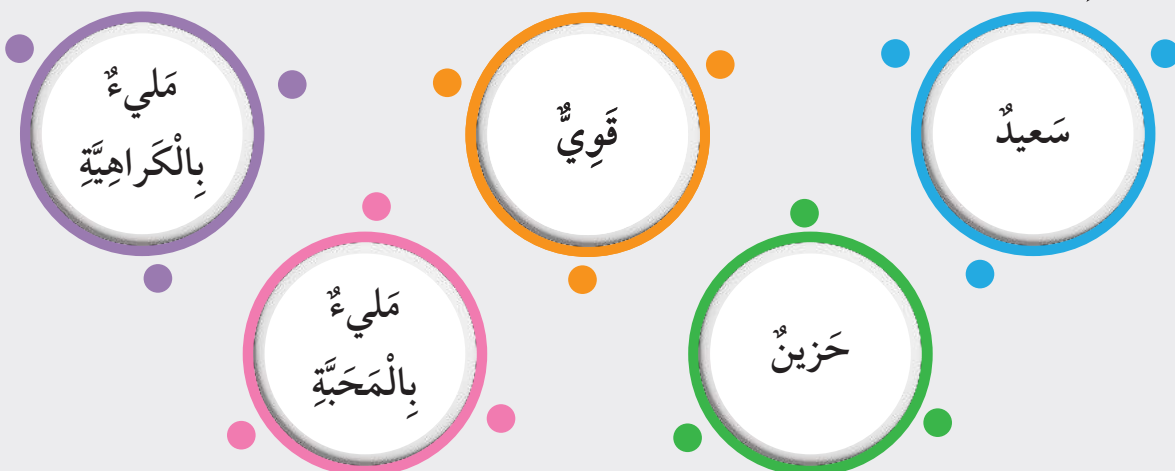 سَعيدٌ
قَوِيٌّ
مَليءٌ
بِالْكَراهِيَّةِ
حَزينٌ
مَليءٌ
بِالْمَحَبَّةِ